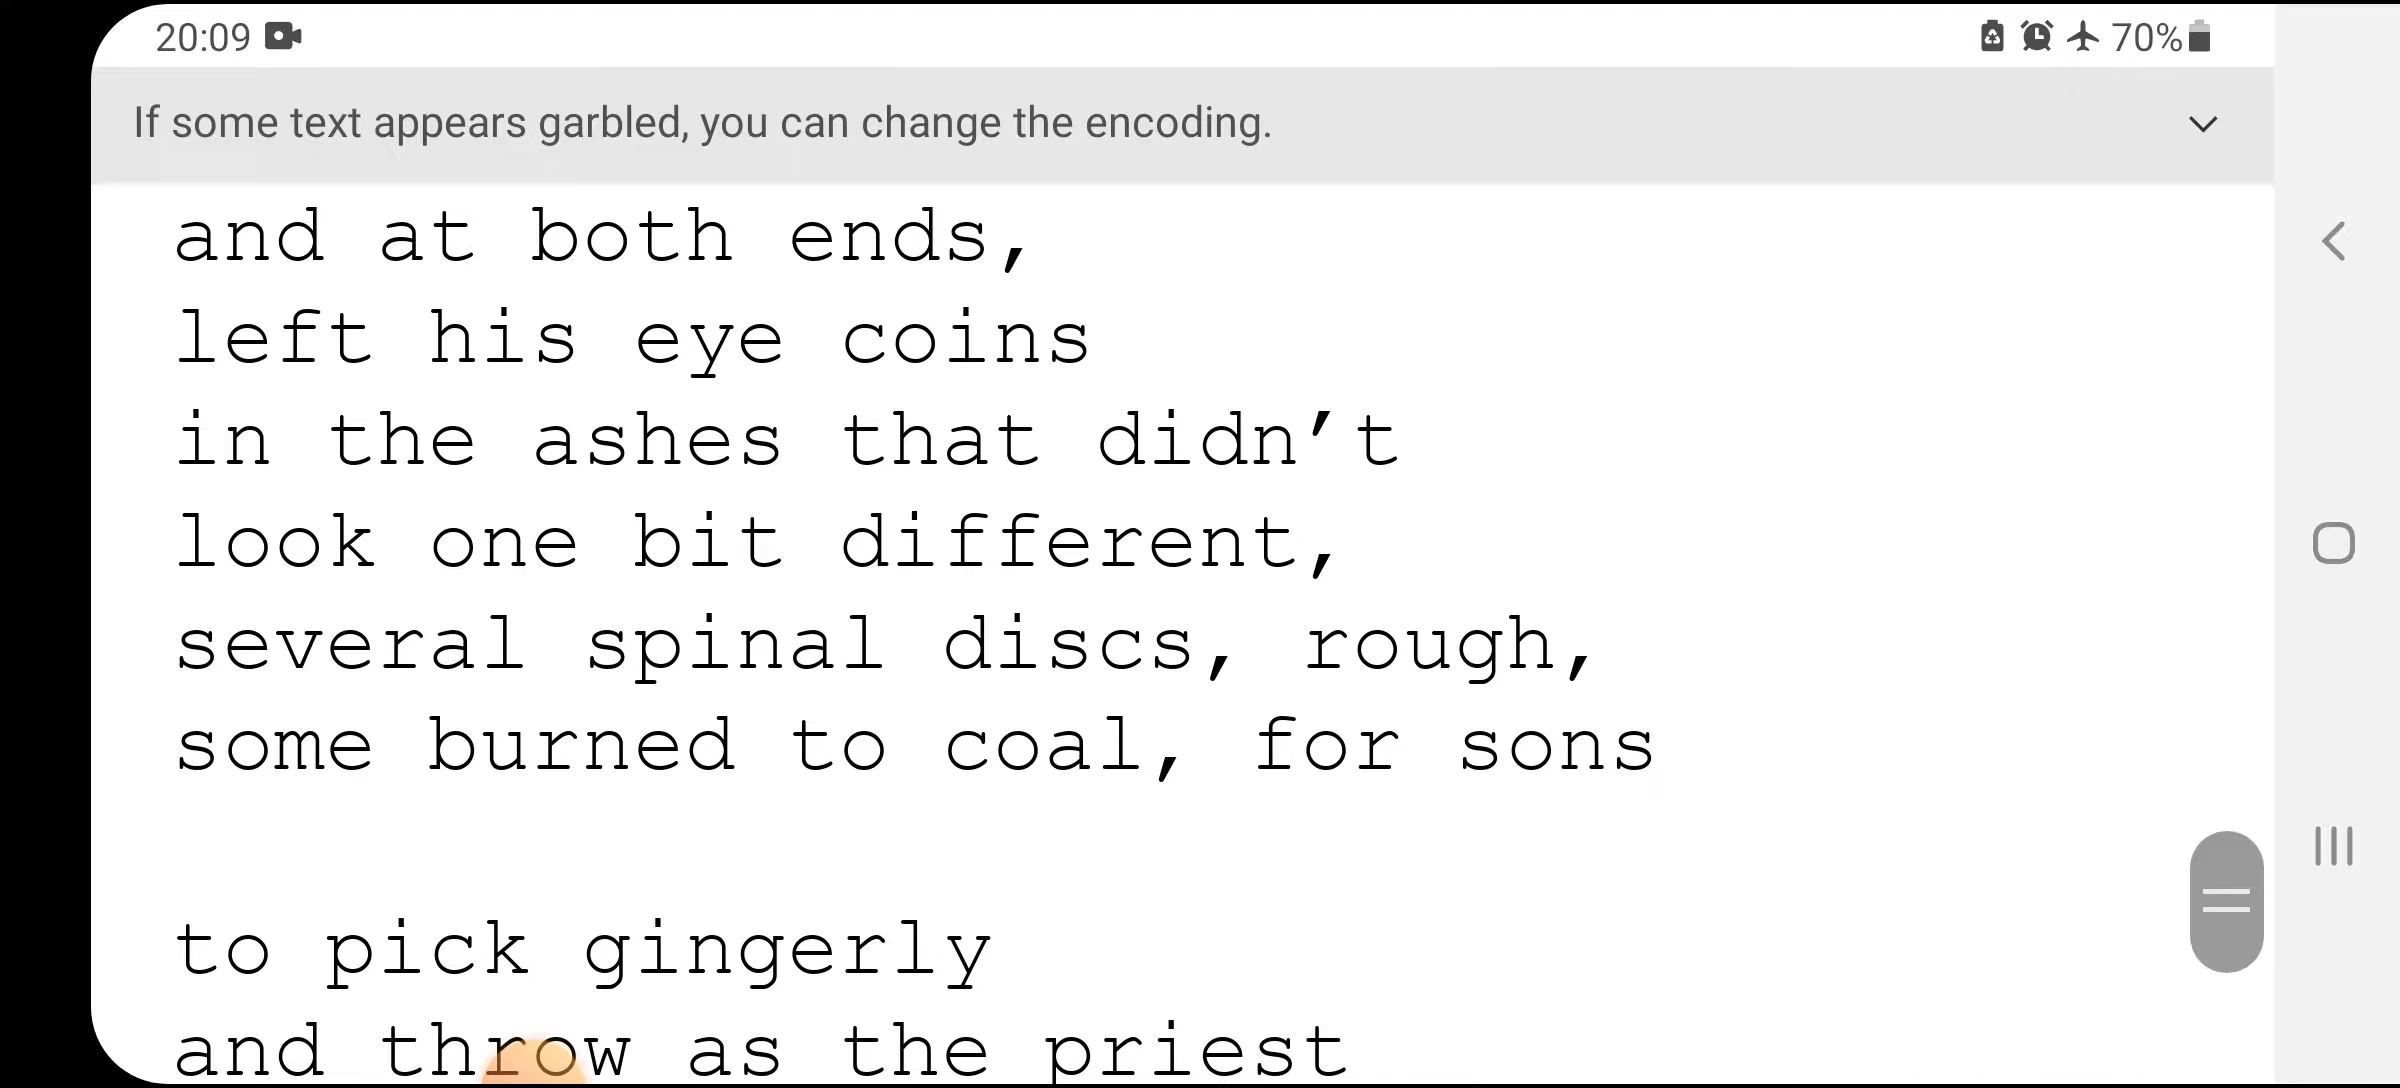 20:09 70%
If some text appears garbled, you can change the encoding.
and at both ends,
left his eye coins
in the ashes that didn’t
look one bit different,
several spinal discs, rough,
some burned to coal, for sons
to pick gingerly
and throw as the priest